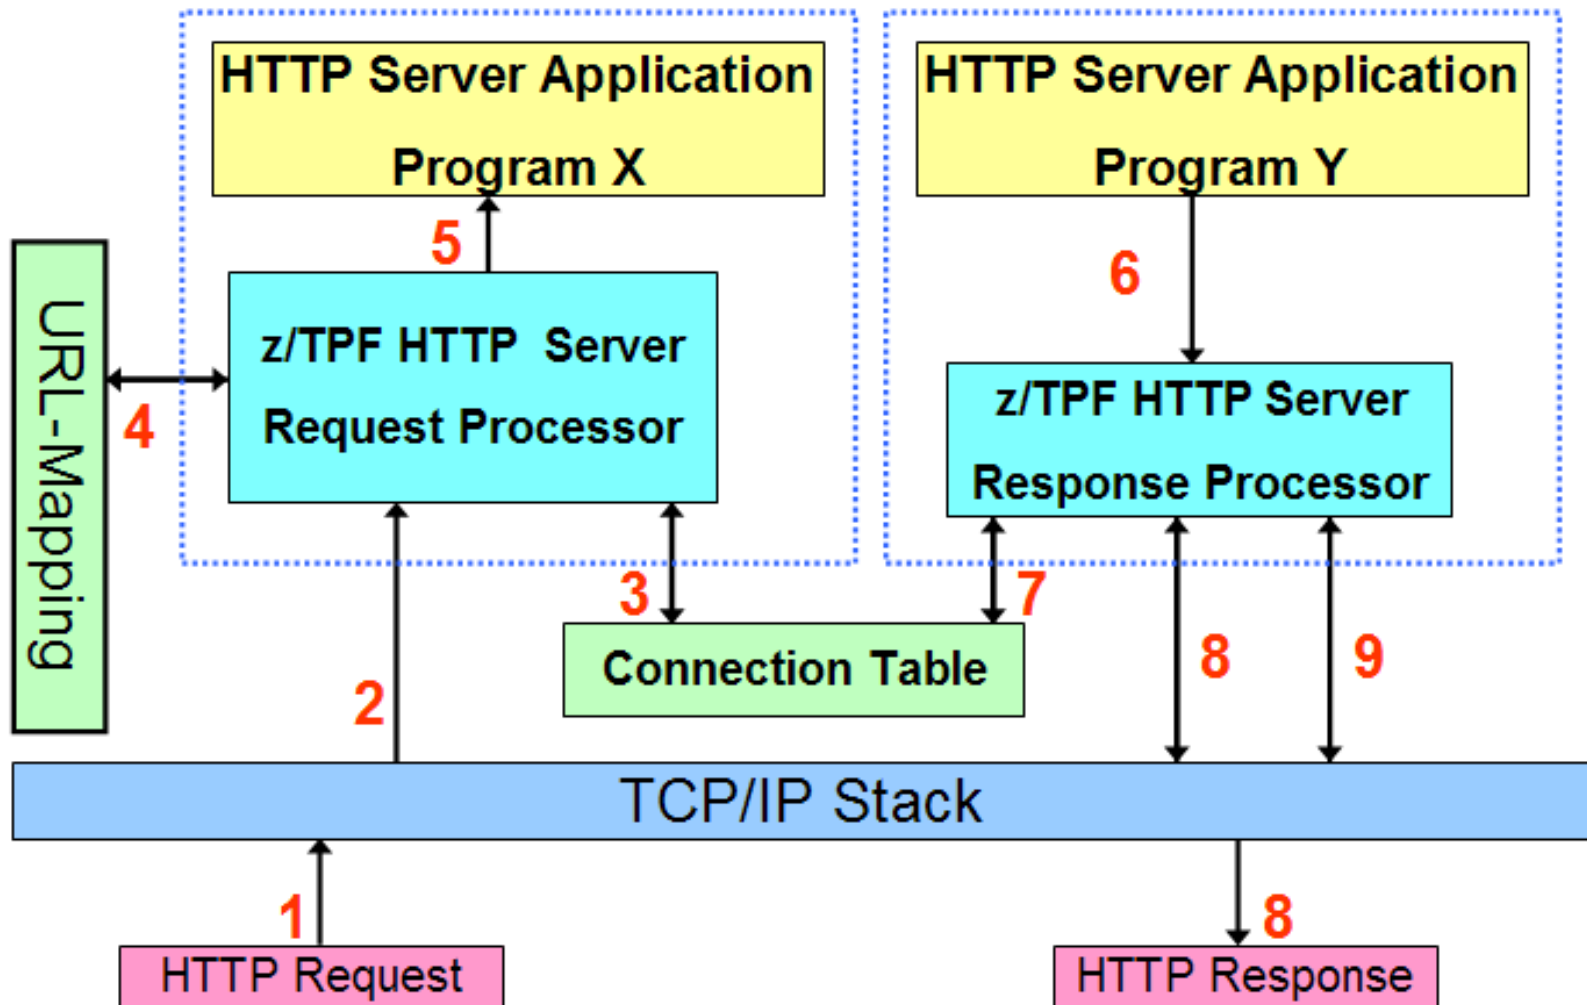 HTTP Server Application
Program X
HTTP Server Application
Program Y
5
6
URL-Mapping
z/TPF HTTP Server
Request Processor
z/TPF HTTP Server
Response Processor
4
3
7
Connection Table
8
9
2
TCP/IP Stack
1
8
HTTP Request
HTTP Response